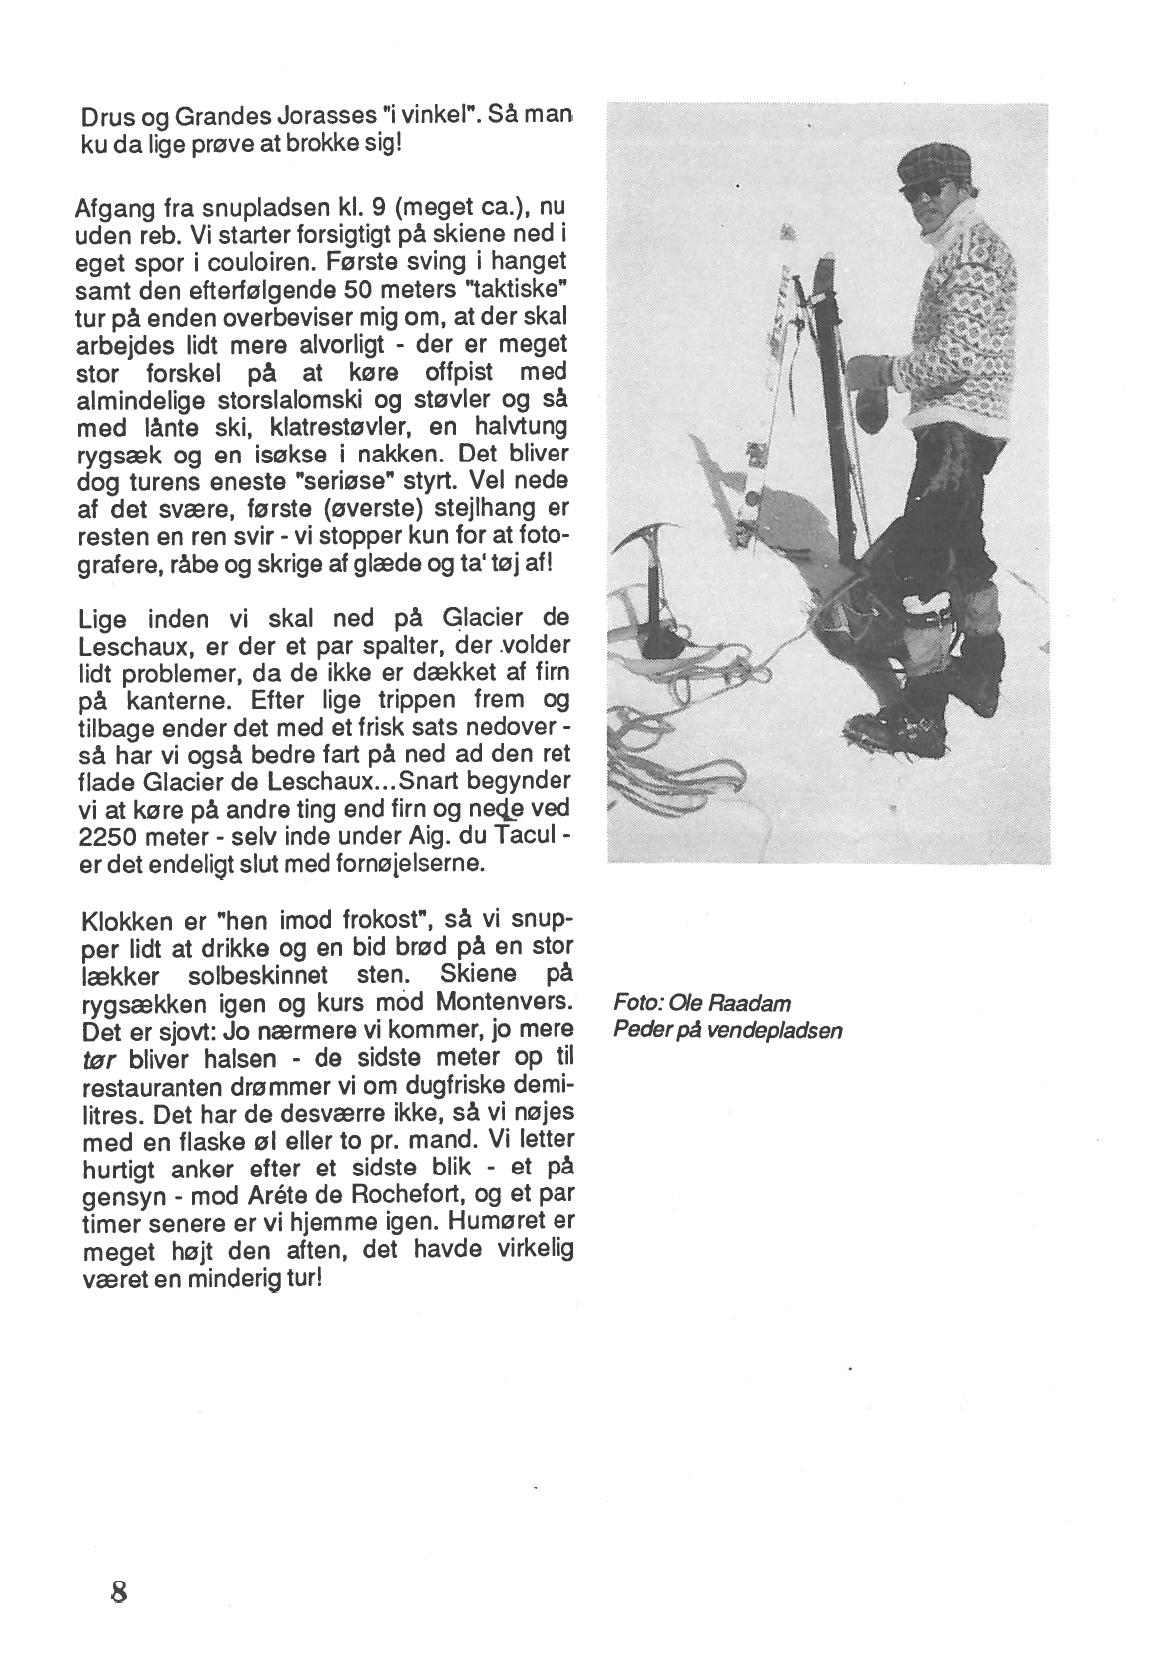 Drus og Grandes Jorasses "i vinkel". Så man
ku da lige prøve at brokke sig!
Afgang fra snupladsen kl. 9 (meget ca.), nu
uden reb. Vi starter forsigtigt på skiene ned i
eget spor i couloiren. Første sving i hanget
samt den efterfølgende 50 meters "taktiske"
tur på enden overbeviser mig om, at der skal
arbejdes lidt mere alvorligt - der er meget
stor forskel på at køre offpist med
almindelige storslalomski og støvler og så
med lånte ski, klatrestøvler, en halvtung
rygsæk og en isøkse i nakken. Det bliver
dog turens eneste "seriøse" styrt. Vel nede
af det svære, første (øverste) stejlhang er
resten en ren svir - vi stopper kun for at foto-
grafere, råbe og skrige af glæde og ta' tøj af!
Lige inden vi skal ned på Glacier de
Leschaux, er der et par spalter, der .volder
lidt problemer, da de ikke er dækket af firn
på kanterne. Efter lige trippen frem og
tilbage ender det med et frisk sats nedover -
så har vi også bedre fart på ned ad den ret
flade Glacier de Leschaux...Snart begynder
vi at køre på andre ting end firn og nede ved
2250 meter - selv inde under Aig. du Tacul -
er det endeligt slut med fornøjelserne.
Klokken er "hen imod frokost", så vi snup-
per lidt at drikke og en bid brød på en stor
lækker solbeskinnet sten. Skiene på
rygsækken igen og kurs mod Montenvers.
Det er sjovt: Jo nærmere vi kommer, jo mere
tør bliver halsen - de sidste meter op til
restauranten drømmer vi om dugfriske demi-
litres. Det har de desværre ikke, så vi nøjes
med en flaske øl eller to pr. mand. Vi letter
hurtigt anker efter et sidste blik - et på
gensyn - mod Aréte de Rochefort, og et par
timer senere er vi hjemme igen. Humøret er
meget højt den aften, det havde virkelig
været en minderig tur!
Foto: Ole Raadam
Peder på vendepladsen
8